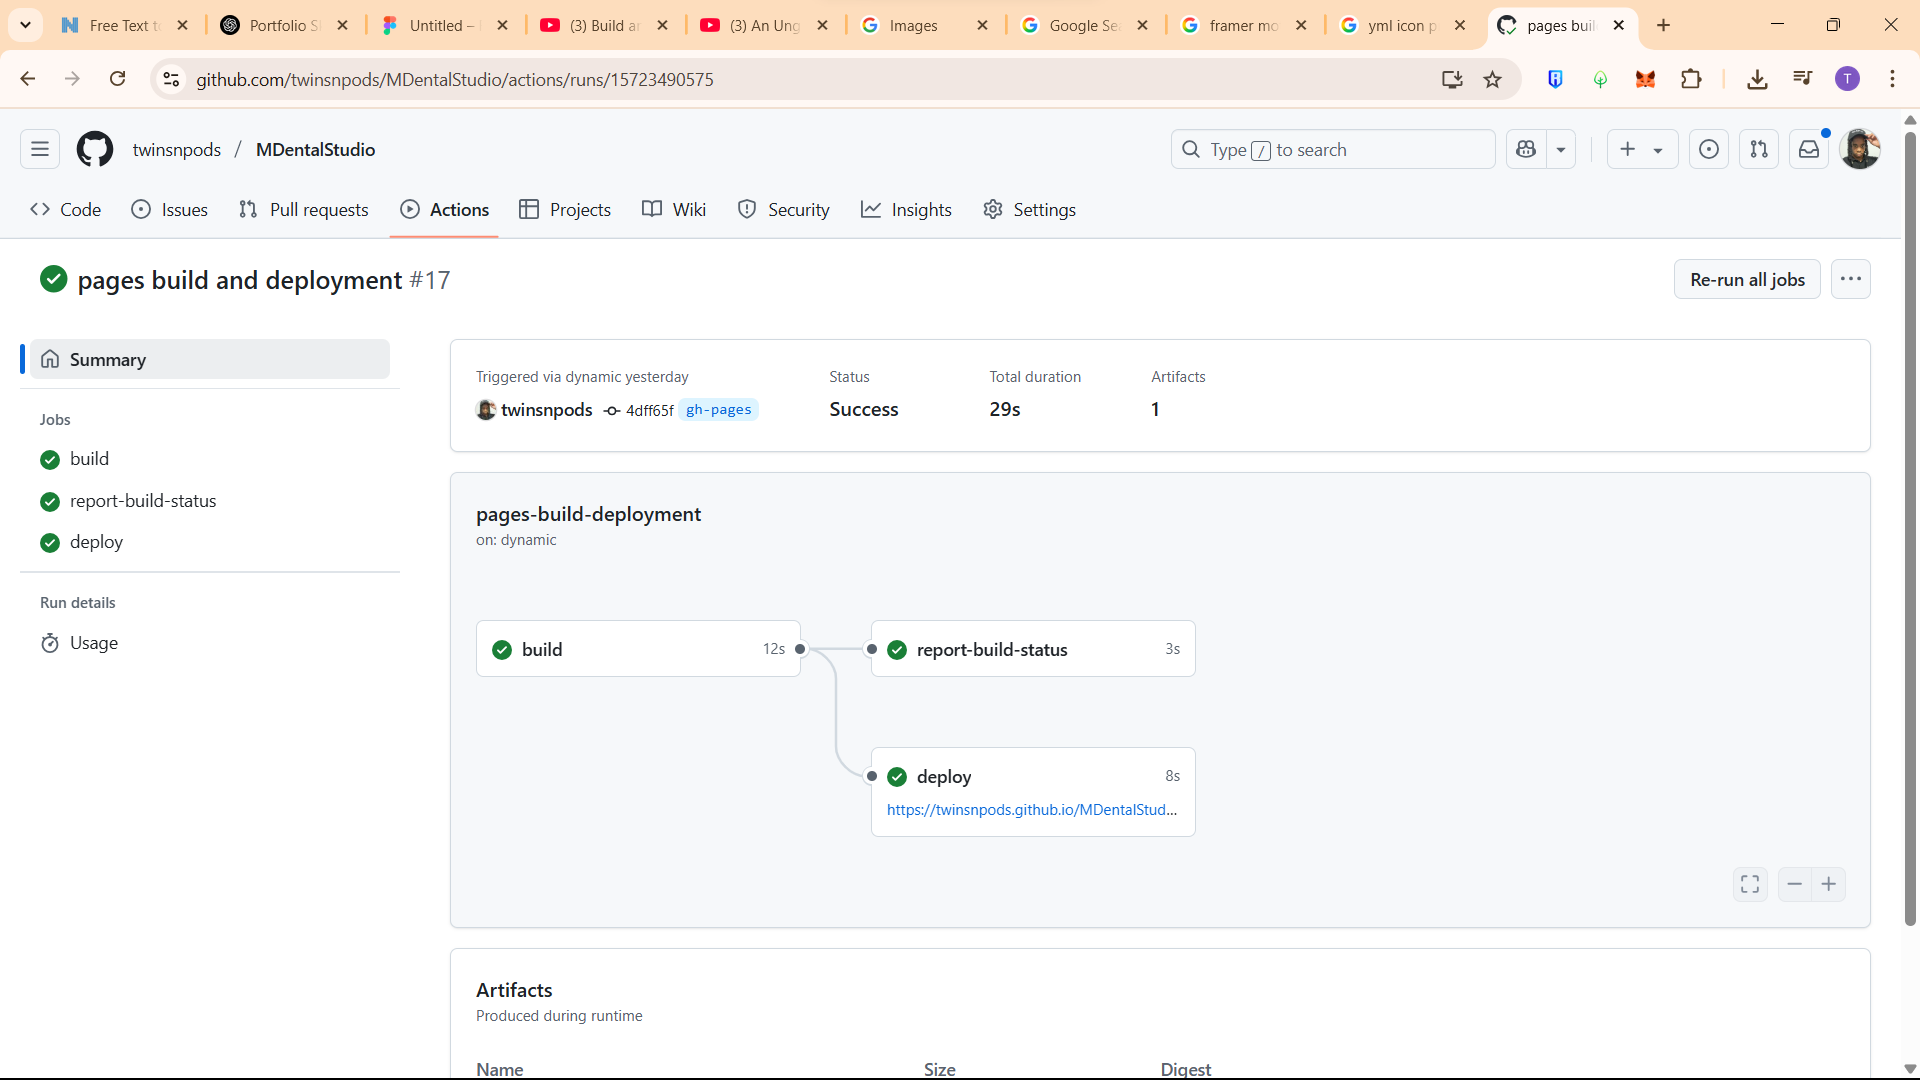 Free Text to
Portfolio S
Untitled –
(3) Build an
(3) An Ung
Images
Google Sea
framer mo
yml icon p
pages buil
github.com/twinsnpods/MDentalStudio/actions/runs/15723490575
T
twinsnpods / MDentalStudio
Type / to search
Code
Issues
Pull requests
Actions
Projects
Wiki
Security
Insights
Settings
pages build and deployment #17
Re-run all jobs
Summary
Jobs
build
report-build-status
deploy
Run details
Usage
Triggered via dynamic yesterday
twinsnpods 4dff65f gh-pages
Status
Success
Total duration
29s
Artifacts
1
pages-build-deployment
on: dynamic
build 12s
report-build-status 3s
deploy 8s
https://twinsnpods.github.io/MDentalStud...
Artifacts
Produced during runtime
Name Size Digest